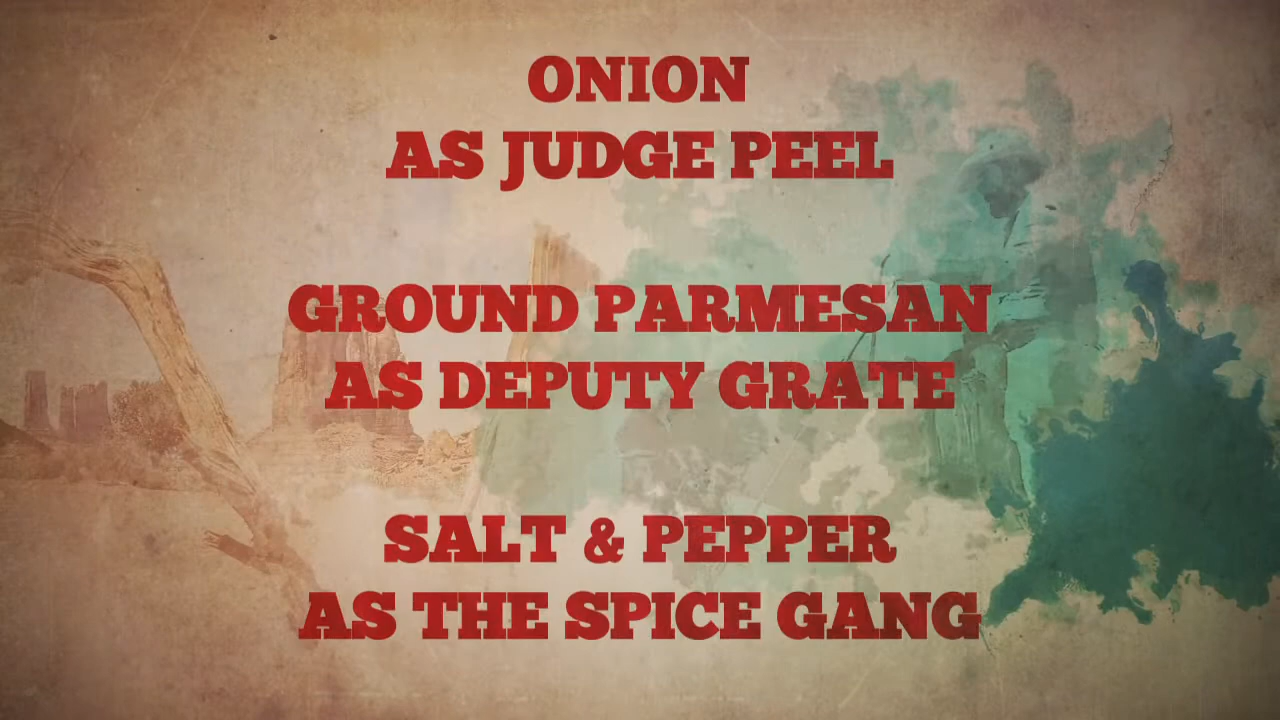 ONION
AS JUDGE PEEL
GROUND PARMESAN
AS DEPUTY GRATE
SALT & PEPPER
AS THE SPICE GANG